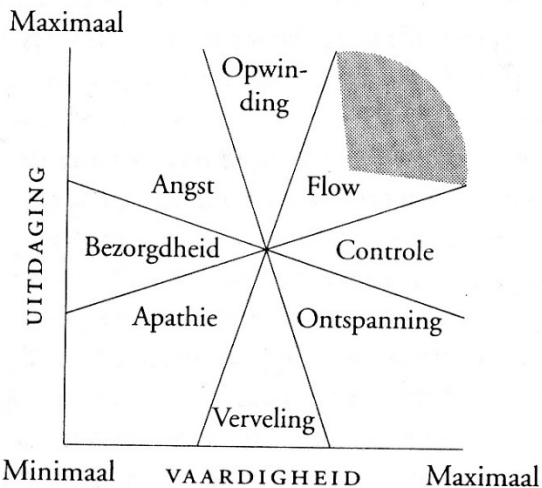 Maximaal
Opwin-
ding
Angst
Flow
UITDAGING
Bezorgdheid
Controle
Apathie
Ontspanning
Verveling
Minimaal
VAARDIGHEID
Maximaal